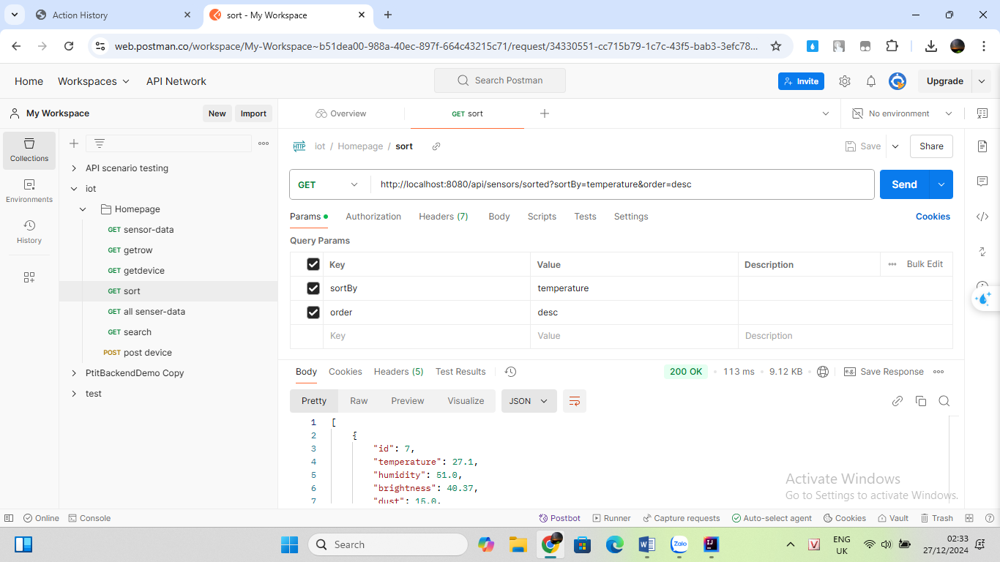 Action History
sort - My Workspace
web.postman.co/workspace/My-Workspace~b51dea00-988a-40ec-897f-664c43215c71/request/34330551-cc715b79-1c7c-43f5-bab3-3efc78...
Home Workspaces API Network
Search Postman
Invite
Upgrade
My Workspace
New
Import
Overview
GET sort
No environment
Collections
Environments
History
API scenario testing
iot
Homepage
GET sensor-data
GET getrow
GET getdevice
GET sort
GET all senser-data
GET search
POST post device
PtitBackendDemo Copy
test
HTTP iot / Homepage / sort
Save
Share
GET
http://localhost:8080/api/sensors/sorted?sortBy=temperature&order=desc
Send
Params Authorization Headers (7) Body Scripts Tests Settings Cookies
Query Params
Key Value Description Bulk Edit
sortBy temperature
order desc
Key Value Description
Body Cookies Headers (5) Test Results
200 OK 113 ms 9.12 KB e.g. Save Response
Pretty Raw Preview Visualize JSON
1 [
2 {
3 "id": 7,
4 "temperature": 27.1,
5 "humidity": 51.0,
6 "brightness": 40.37,
7 "dust": 15.0,
Activate Windows
Go to Settings to activate Windows.
Online Console Postbot Runner Capture requests Auto-select agent Cookies Vault Trash
Search
Zalo
IJ
V
ENG
UK
02:33
27/12/2024